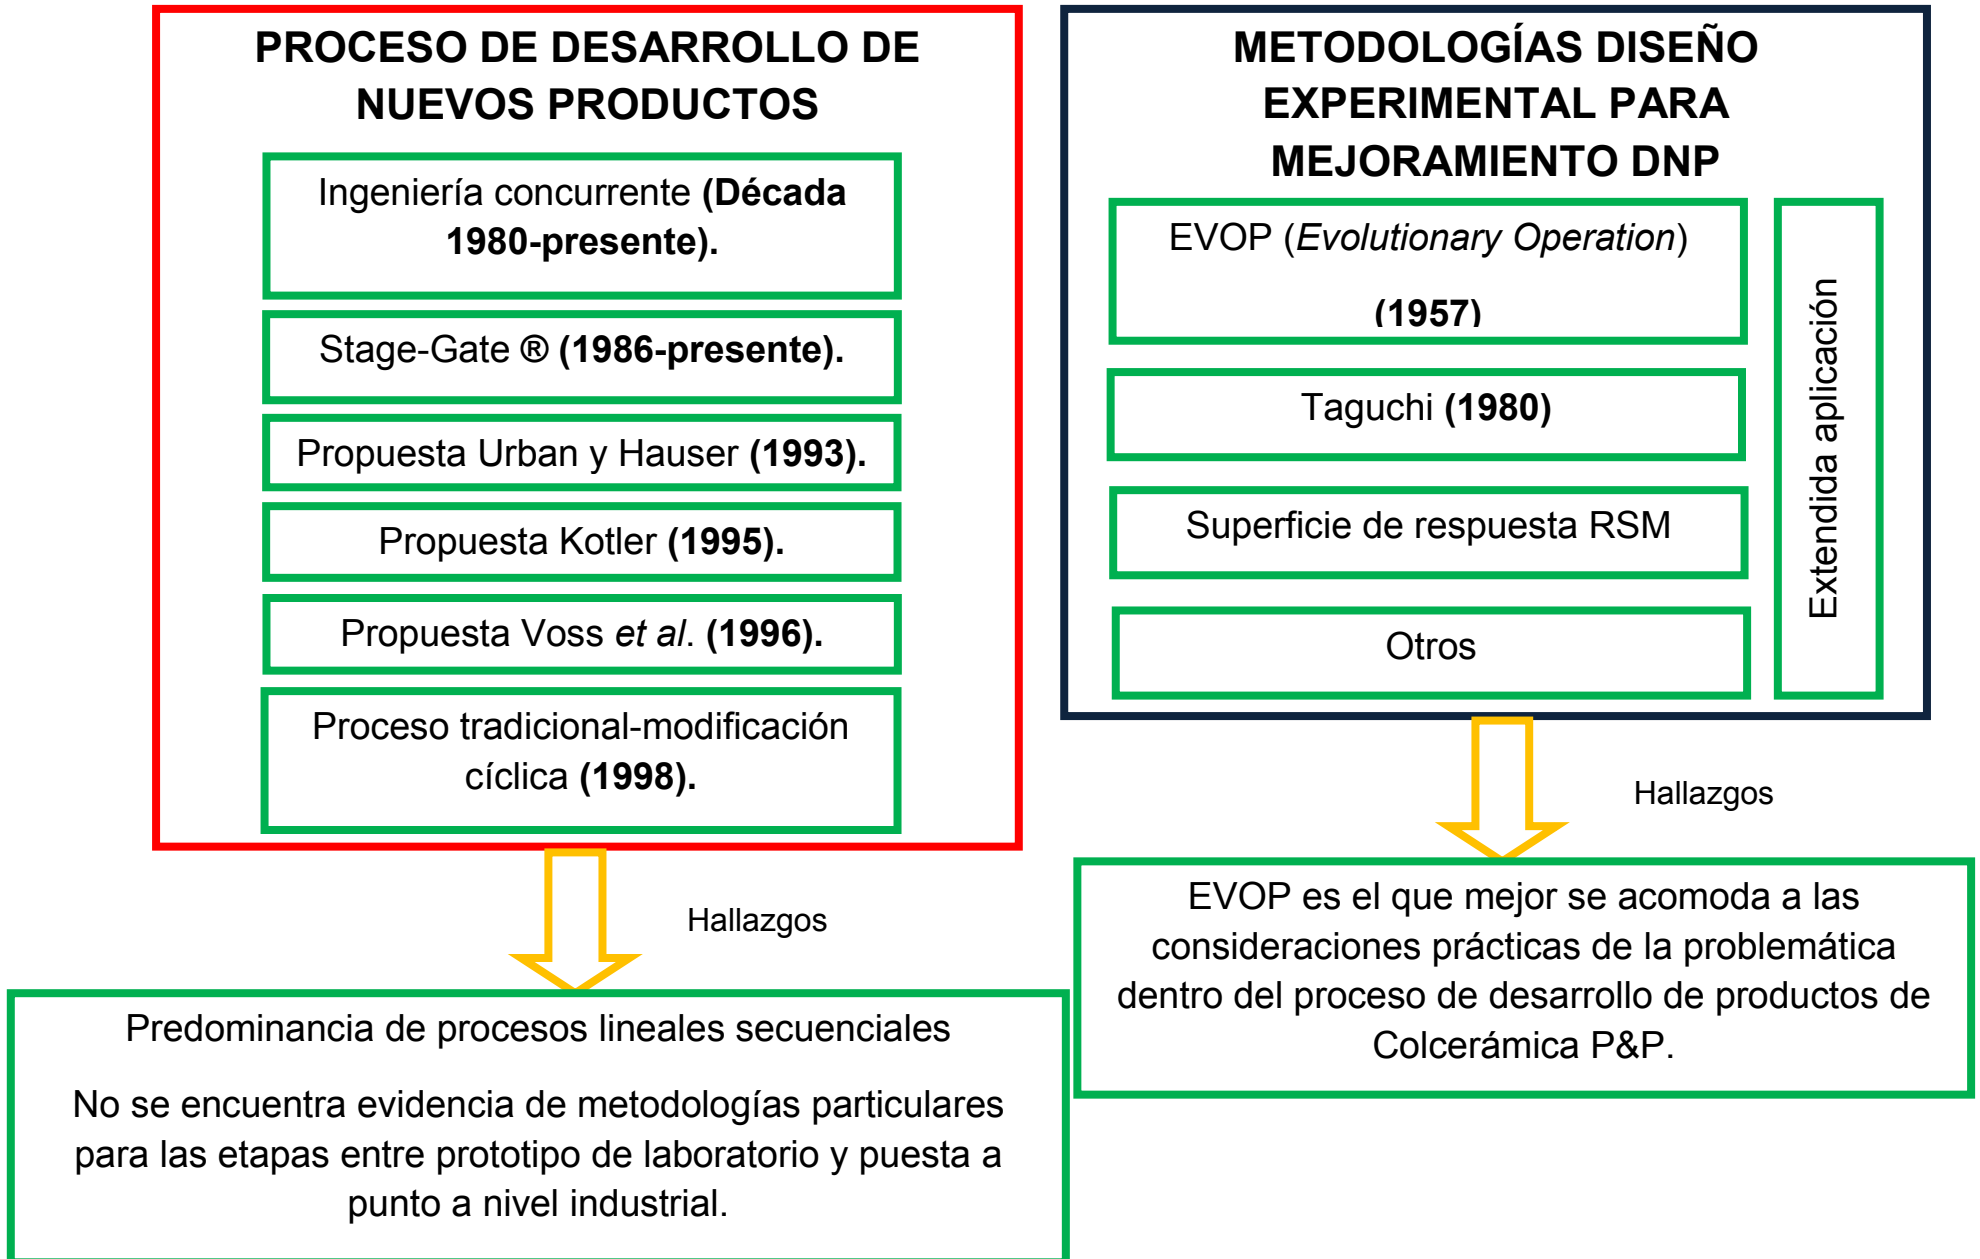 PROCESO DE DESARROLLO DE
NUEVOS PRODUCTOS
Ingeniería concurrente (Década
1980-presente).
Stage-Gate ® (1986-presente).
Propuesta Urban y Hauser (1993).
Propuesta Kotler (1995).
Propuesta Voss et al. (1996).
Proceso tradicional-modificación
cíclica (1998).
Hallazgos
Predominancia de procesos lineales secuenciales
No se encuentra evidencia de metodologías particulares
para las etapas entre prototipo de laboratorio y puesta a
punto a nivel industrial.
METODOLOGÍAS DISEÑO
EXPERIMENTAL PARA
MEJORAMIENTO DNP
EVOP (Evolutionary Operation)
(1957)
Taguchi (1980)
Superficie de respuesta RSM
Otros
Extendida aplicación
Hallazgos
EVOP es el que mejor se acomoda a las
consideraciones prácticas de la problemática
dentro del proceso de desarrollo de productos de
Colcerámica P&P.